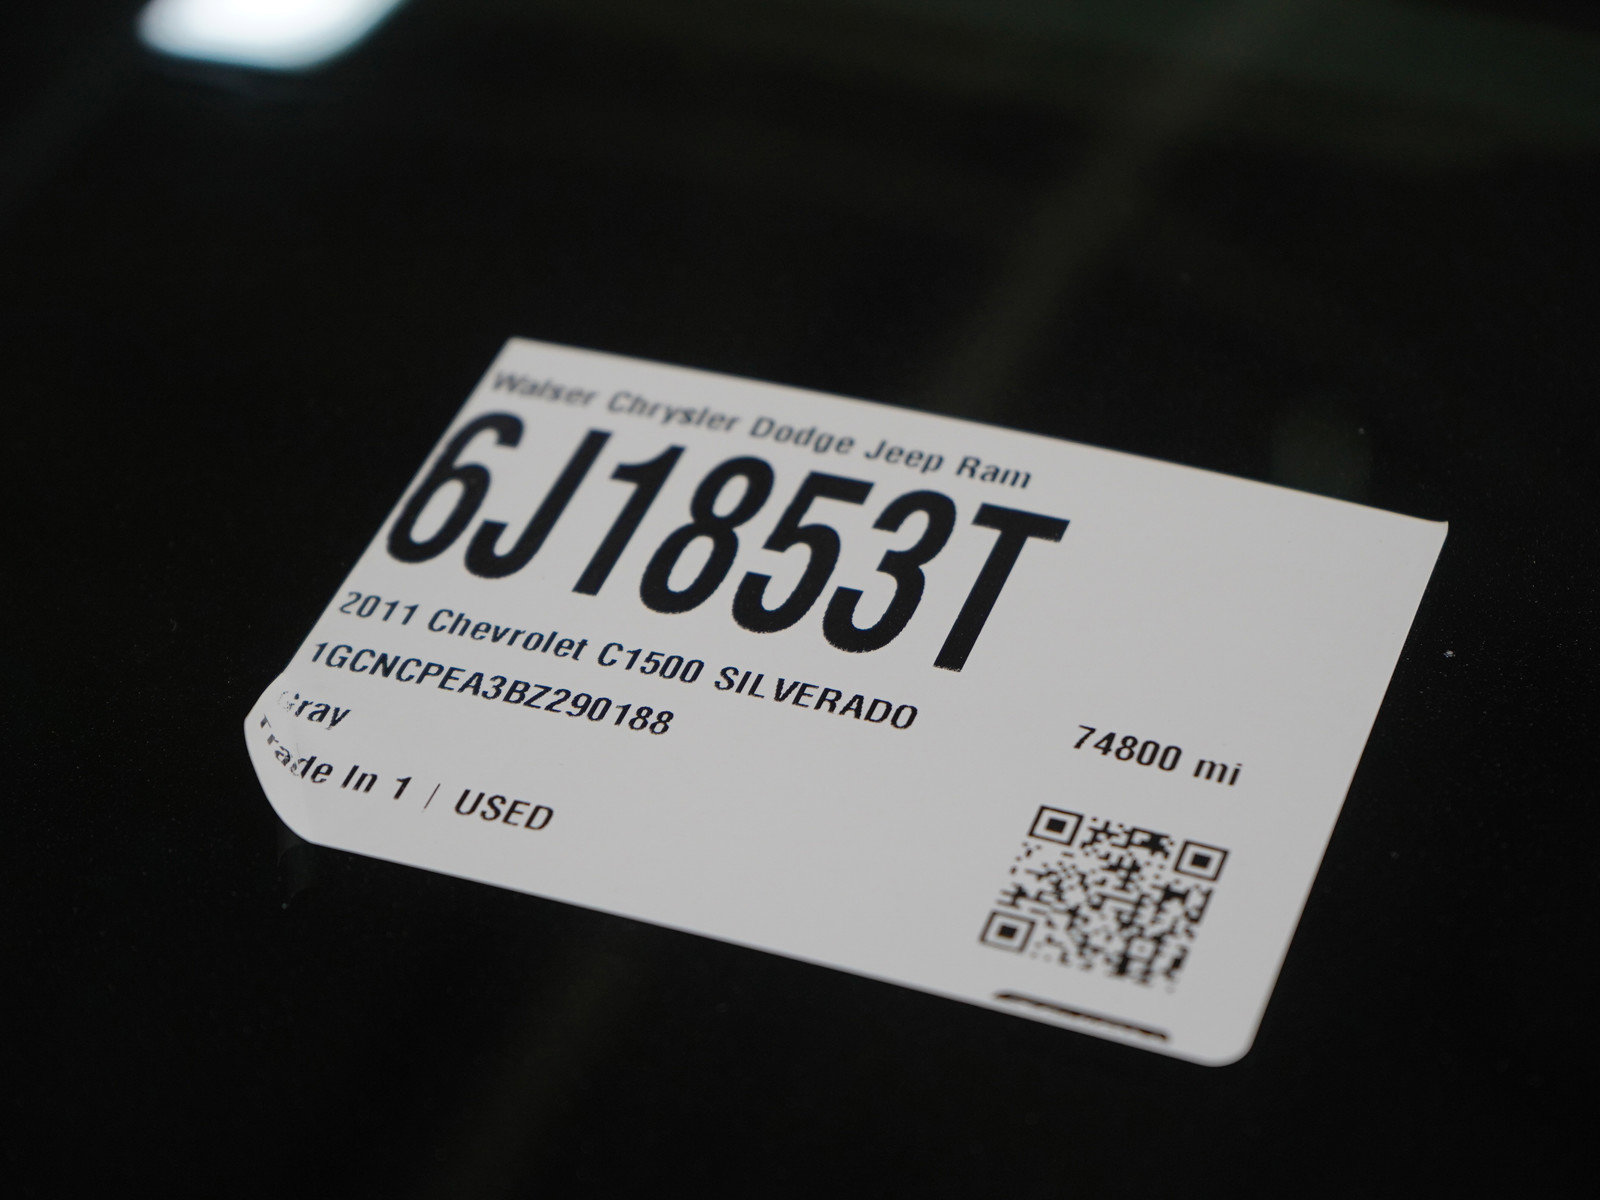 Walser Chrysler Dodge Jeep Ram
6J1853T
2011 Chevrolet C1500 SILVERADO
1GCNCPEA3BZ290188
74800 mi
Gray
Trade In 1 / USED